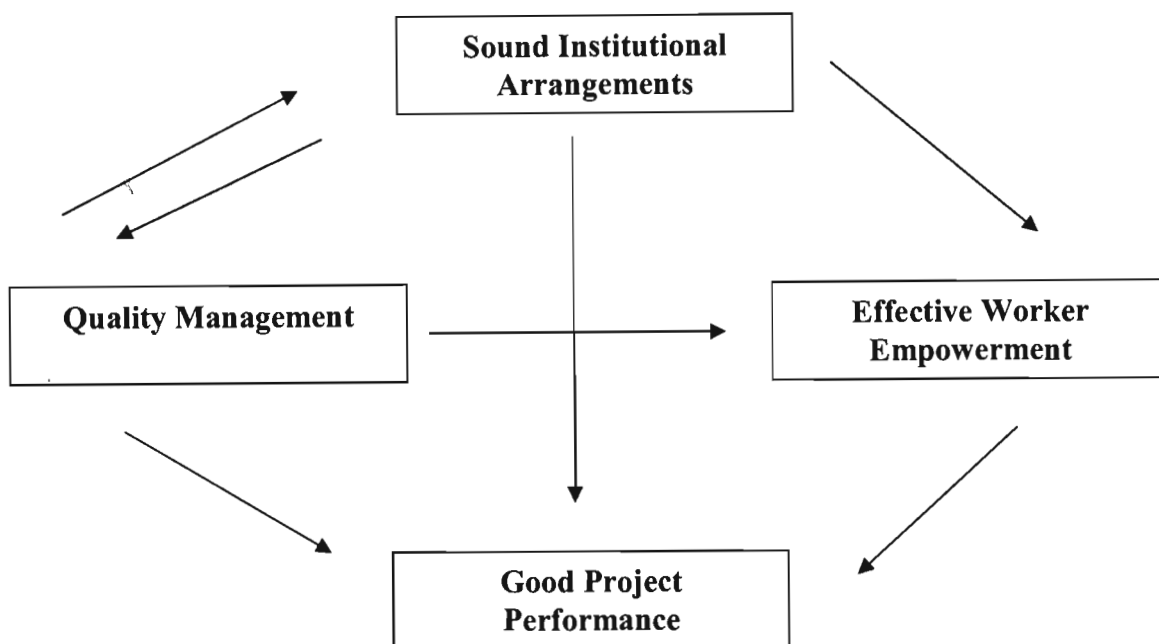 Sound Institutional
Arrangements
Quality Management
Effective Worker
Empowerment
Good Project
Performance